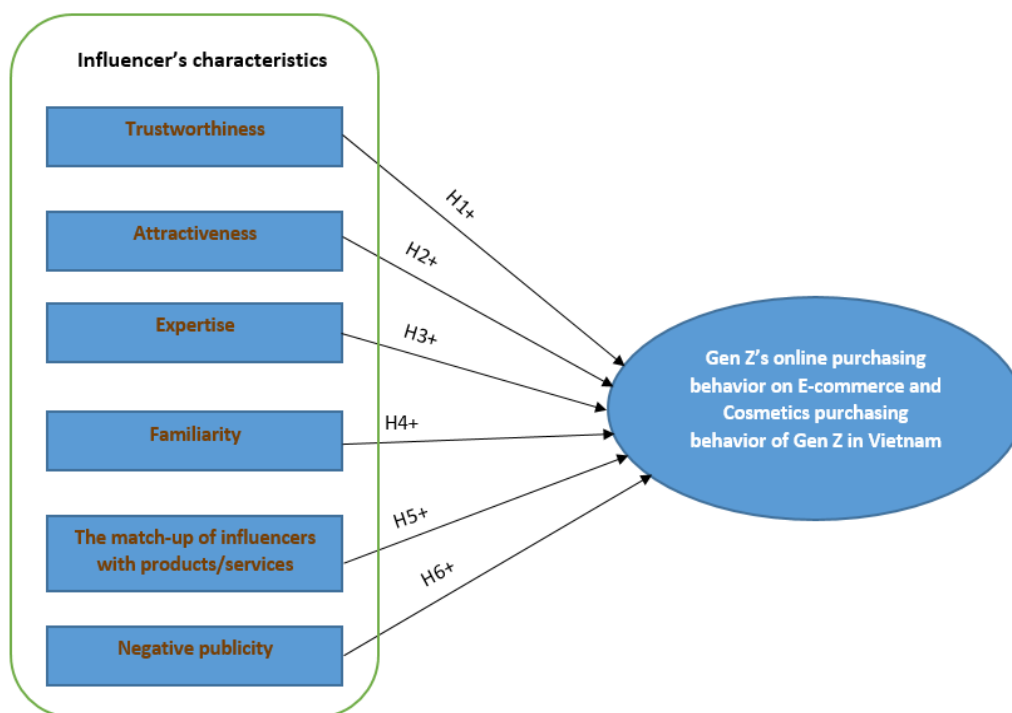 Influencer’s characteristics
Trustworthiness
H1+
Attractiveness
H2+
Expertise
H3+
Familiarity
H4+
The match-up of influencers
with products/services
H5+
Negative publicity
H6+
Gen Z’s online purchasing
behavior on E-commerce and
Cosmetics purchasing
behavior of Gen Z in Vietnam